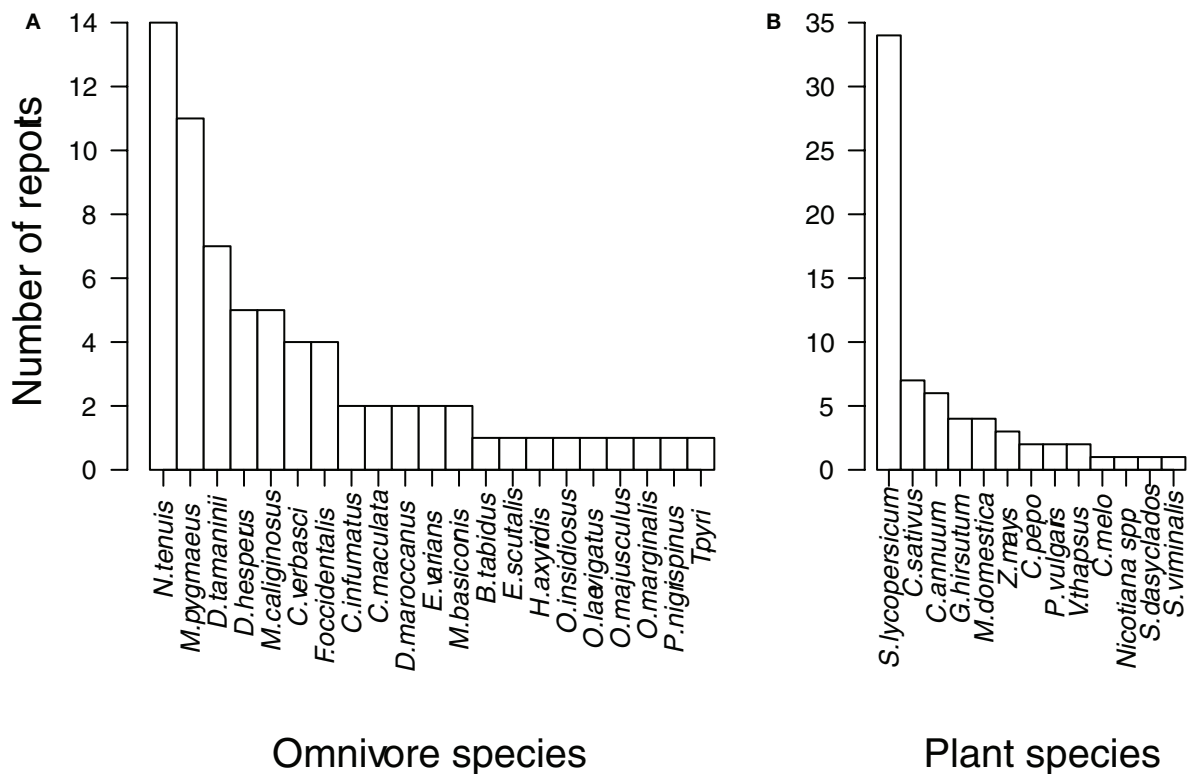 A
Number of reports
14
12
10
8
6
4
2
0
N.tenuis
M.pygmaeus
D.tamaninii
D.hesperus
M.caliginosus
C.verbasci
F.occidentalis
C.infumatus
C.maculata
D.maroccanus
E.varians
M.basiconis
B.tabidus
E.scutalis
H.axyridis
O.insidiosus
O.laevigatus
O.majusculus
O.marginalis
P.nigrispinus
T.pyri
Omnivore species
B
35
30
25
20
15
10
5
0
S.lycopersicum
C.sativus
C.annuum
G.hirsutum
M.domestica
Z.mays
C.pepo
P.vulgaris
V.thapsus
C.melo
Nicotiana spp
S.dasyclados
S.viminalis
Plant species